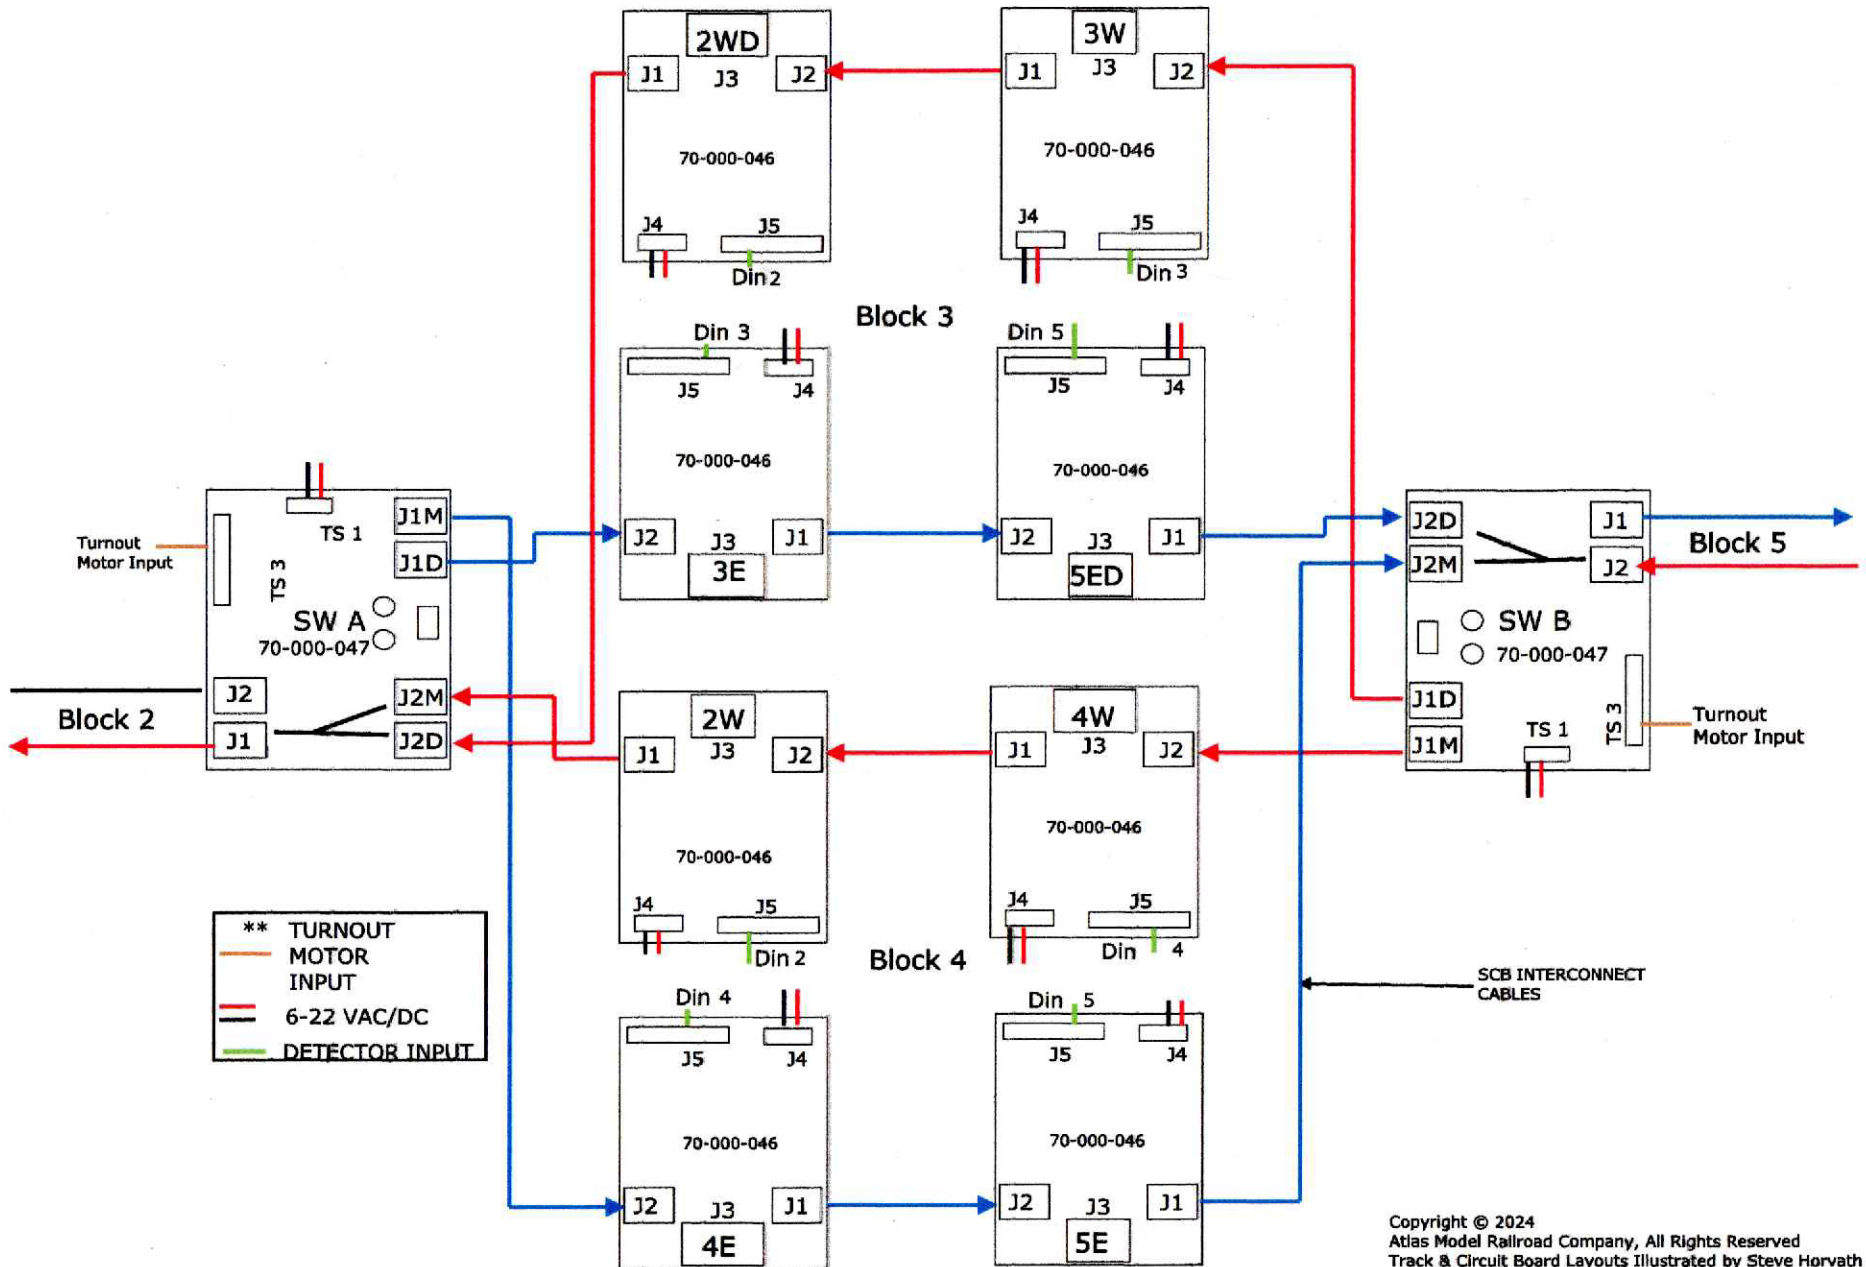 2WD
J1
J3
J2
70-000-046
J4
J5
Din 2
3W
J1
J3
J2
70-000-046
J4
J5
Din 3
Block 3
Din 3
J5
J4
70-000-046
J2
J3
J1
3E
Din 5
J5
J4
70-000-046
J2
J3
J1
5ED
Turnout
Motor Input
TS 1
TS 3
J1M
J1D
SW A
70-000-047
J2
J1
J2M
J2D
Block 2
J2D
J2M
J1
J2
Block 5
SW B
70-000-047
J1D
J1M
TS 1
TS 3
Turnout
Motor Input
2W
J1
J3
J2
70-000-046
J4
J5
Din 2
4W
J1
J3
J2
70-000-046
J4
J5
Din 4
Block 4
Din 4
J5
J4
70-000-046
J2
J3
J1
4E
Din 5
J5
J4
70-000-046
J2
J3
J1
5E
** TURNOUT
MOTOR
INPUT
6-22 VAC/DC
DETECTOR INPUT
SCB INTERCONNECT
CABLES
Copyright © 2024
Atlas Model Railroad Company, All Rights Reserved
Track & Circuit Board Layouts Illustrated by Steve Horvath